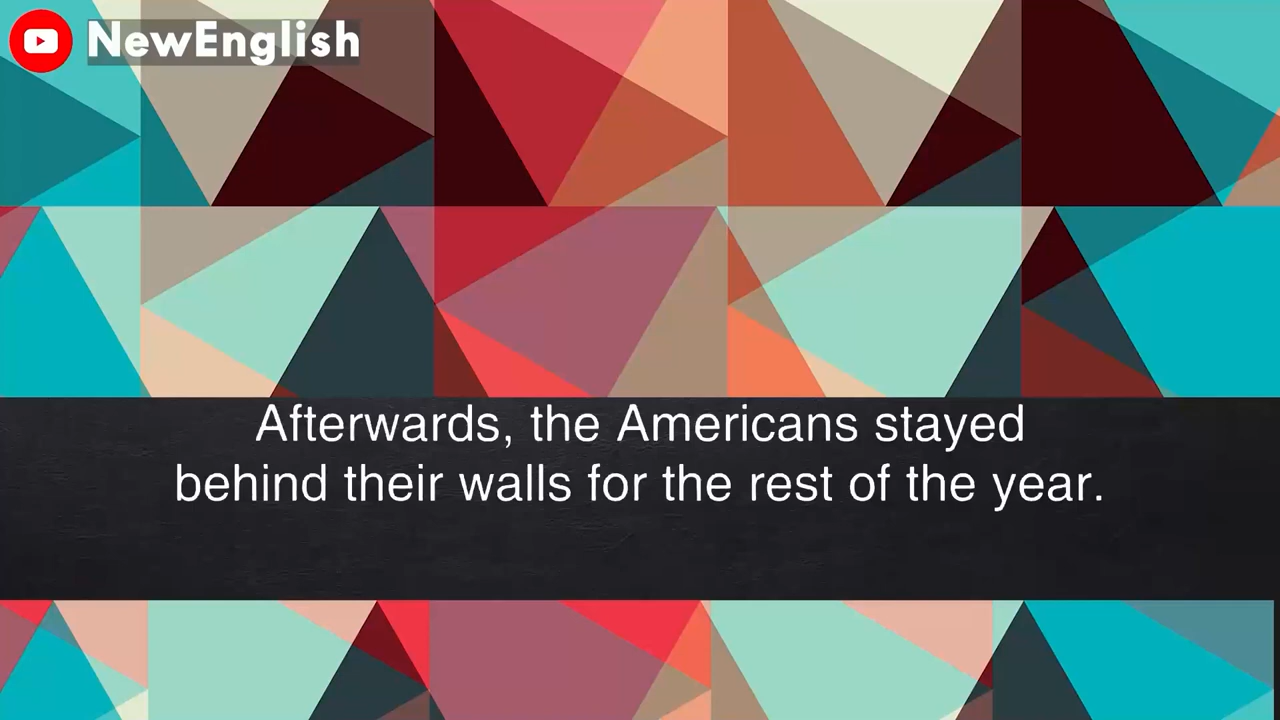 NewEnglish
Afterwards, the Americans stayed
behind their walls for the rest of the year.